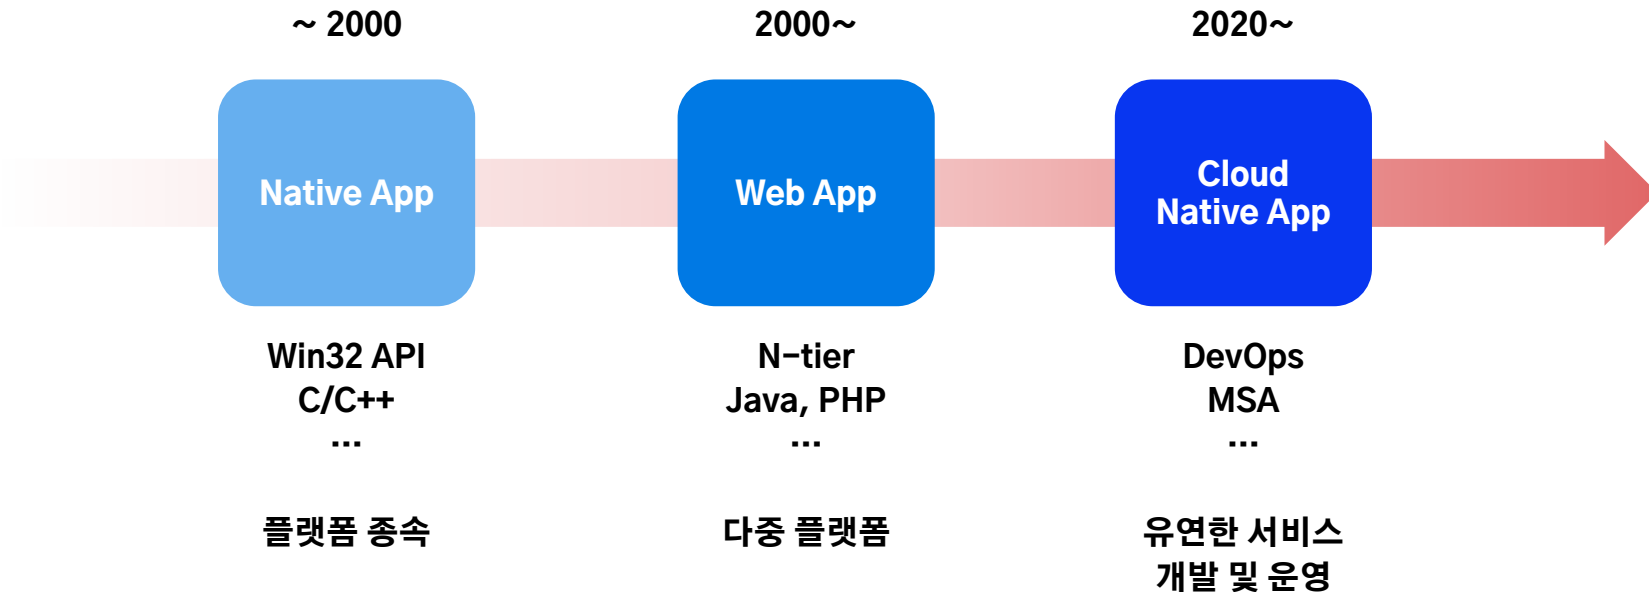 ~ 2000
2000~
2020~
Native App
Web App
Cloud
Native App
Win32 API
C/C++
...
N-tier
Java, PHP
...
DevOps
MSA
...
플랫폼 종속
다중 플랫폼
유연한 서비스
개발 및 운영